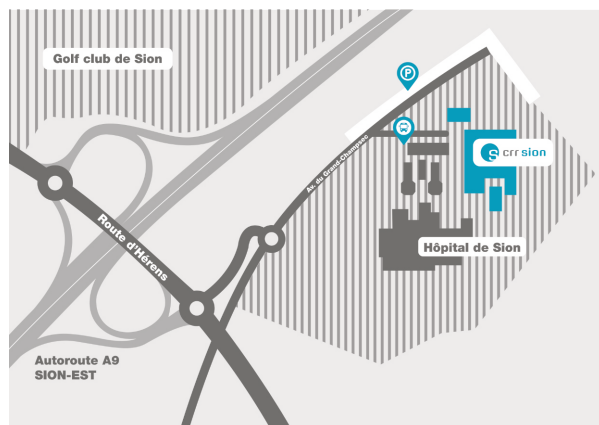 Golf club de Sion
P
crr sion
Av. du Grand-Champsec
Route d'Hérens
Hôpital de Sion
Autoroute A9
SION-EST